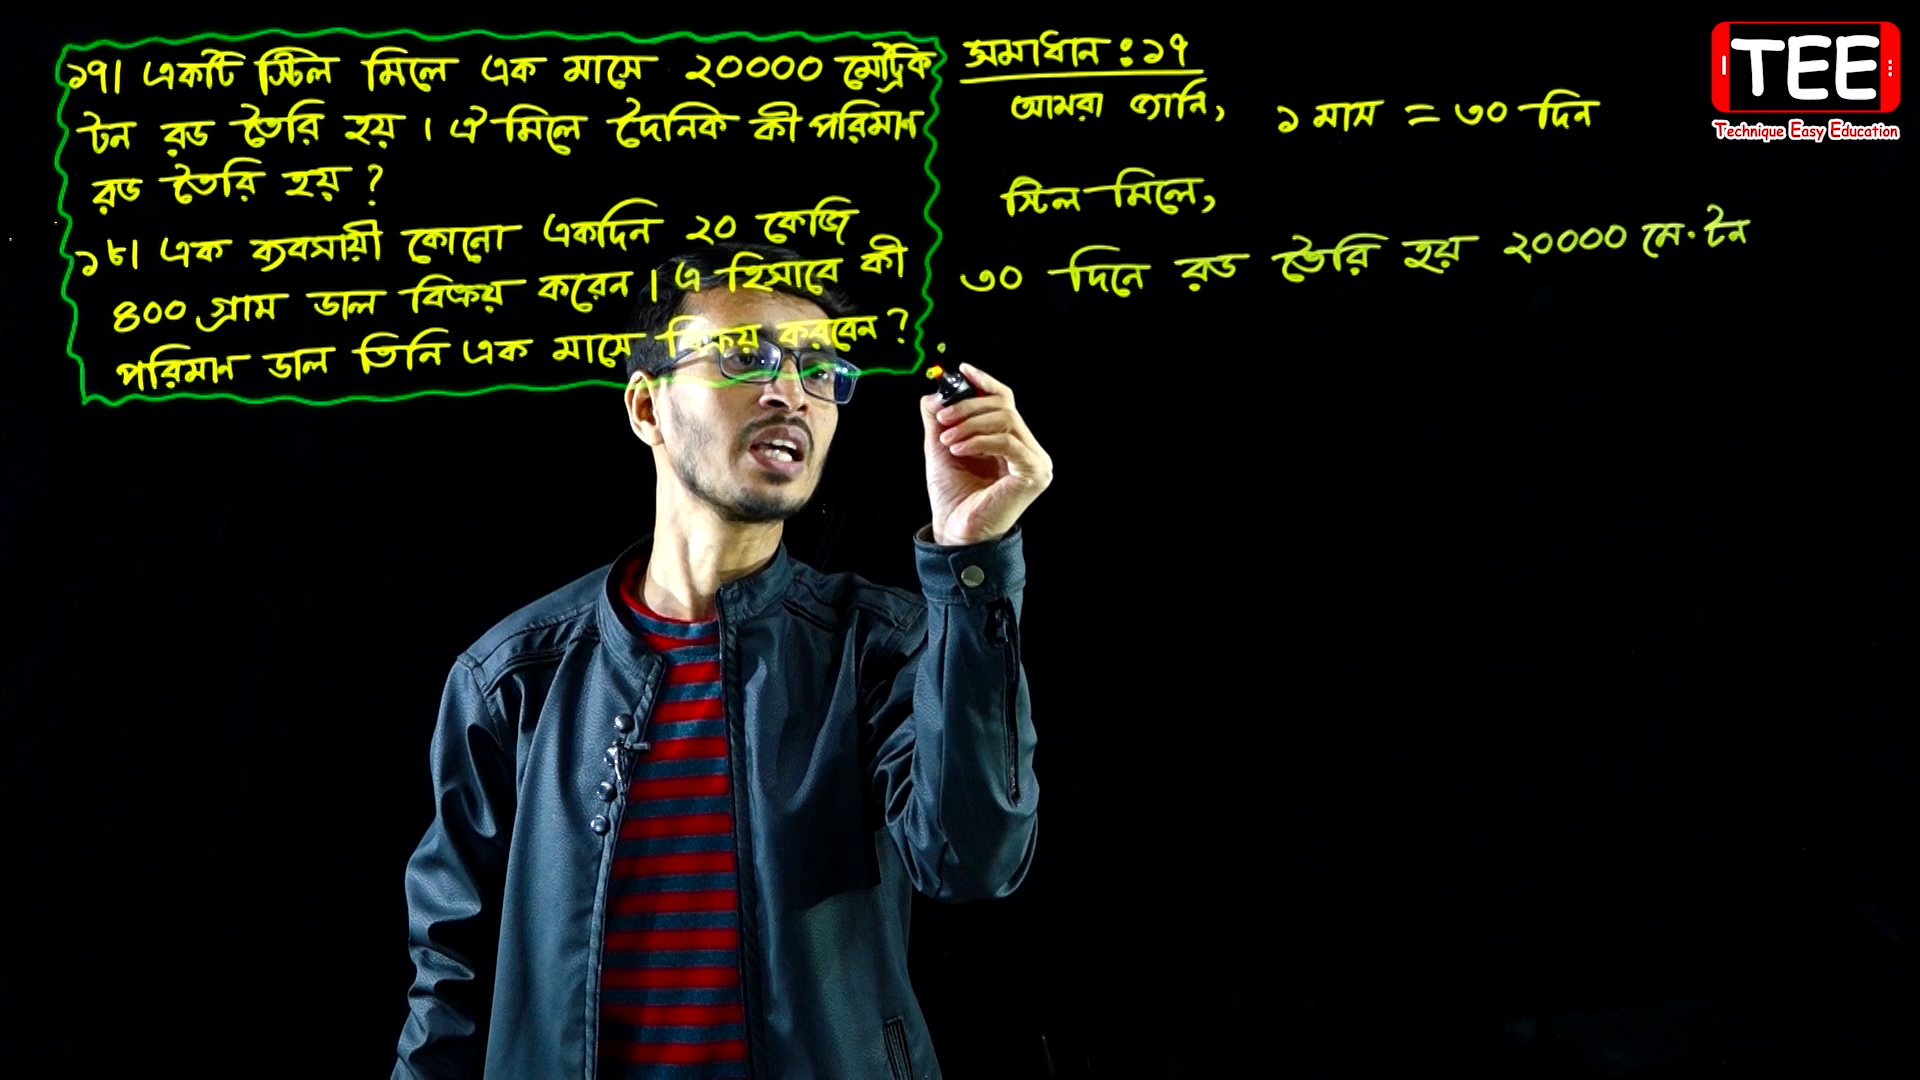 ১৭। একটি স্টিল মিলে এক মাসে ২০০০০ মেট্রিক
টন রড তৈরি হয়। ঐ মিলে দৈনিক কী পরিমাণ
রড তৈরি হয়?
১৮। এক ব্যবসায়ী কোনো একদিন ২০ কেজি
৪০০ গ্রাম ডাল বিক্রয় করেন। এ হিসাবে কী
পরিমাণ ডাল তিনি এক মাসে বিক্রয় করবেন?
সমাধান: ১৭
আমরা জানি, ১ মাস = ৩০ দিন
স্টিল মিলে,
৩০ দিনে রড তৈরি হয় ২০০০০ মে.টন
TEE
Technique Easy Education